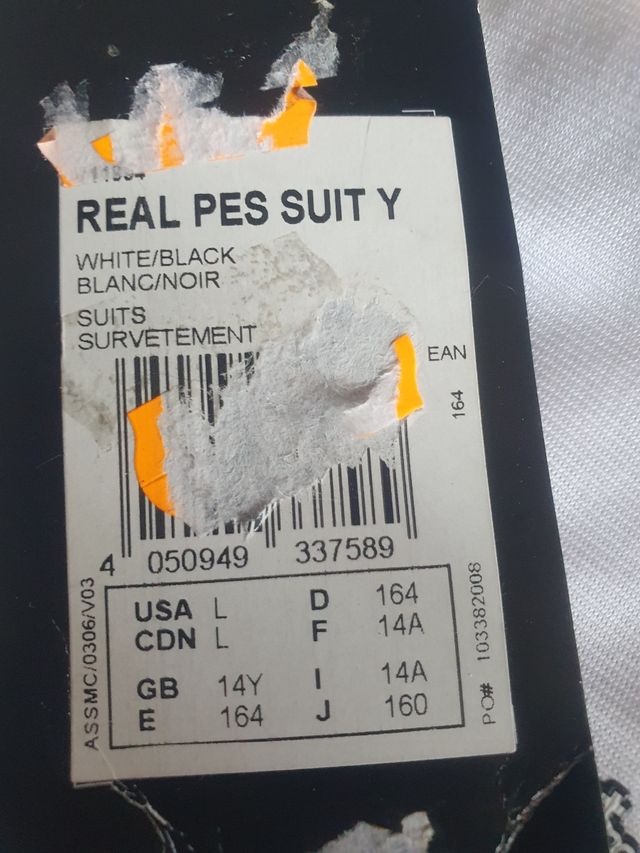 REAL PES SUIT Y
WHITE/BLACK
BLANC/NOIR
SUITS
SURVETEMENT
EAN
164
4 050949 337589
USA L D 164
CDN L F 14A
GB 14Y I 14A
E 164 J 160
ASSMC/0306/V03
PO# 103382008